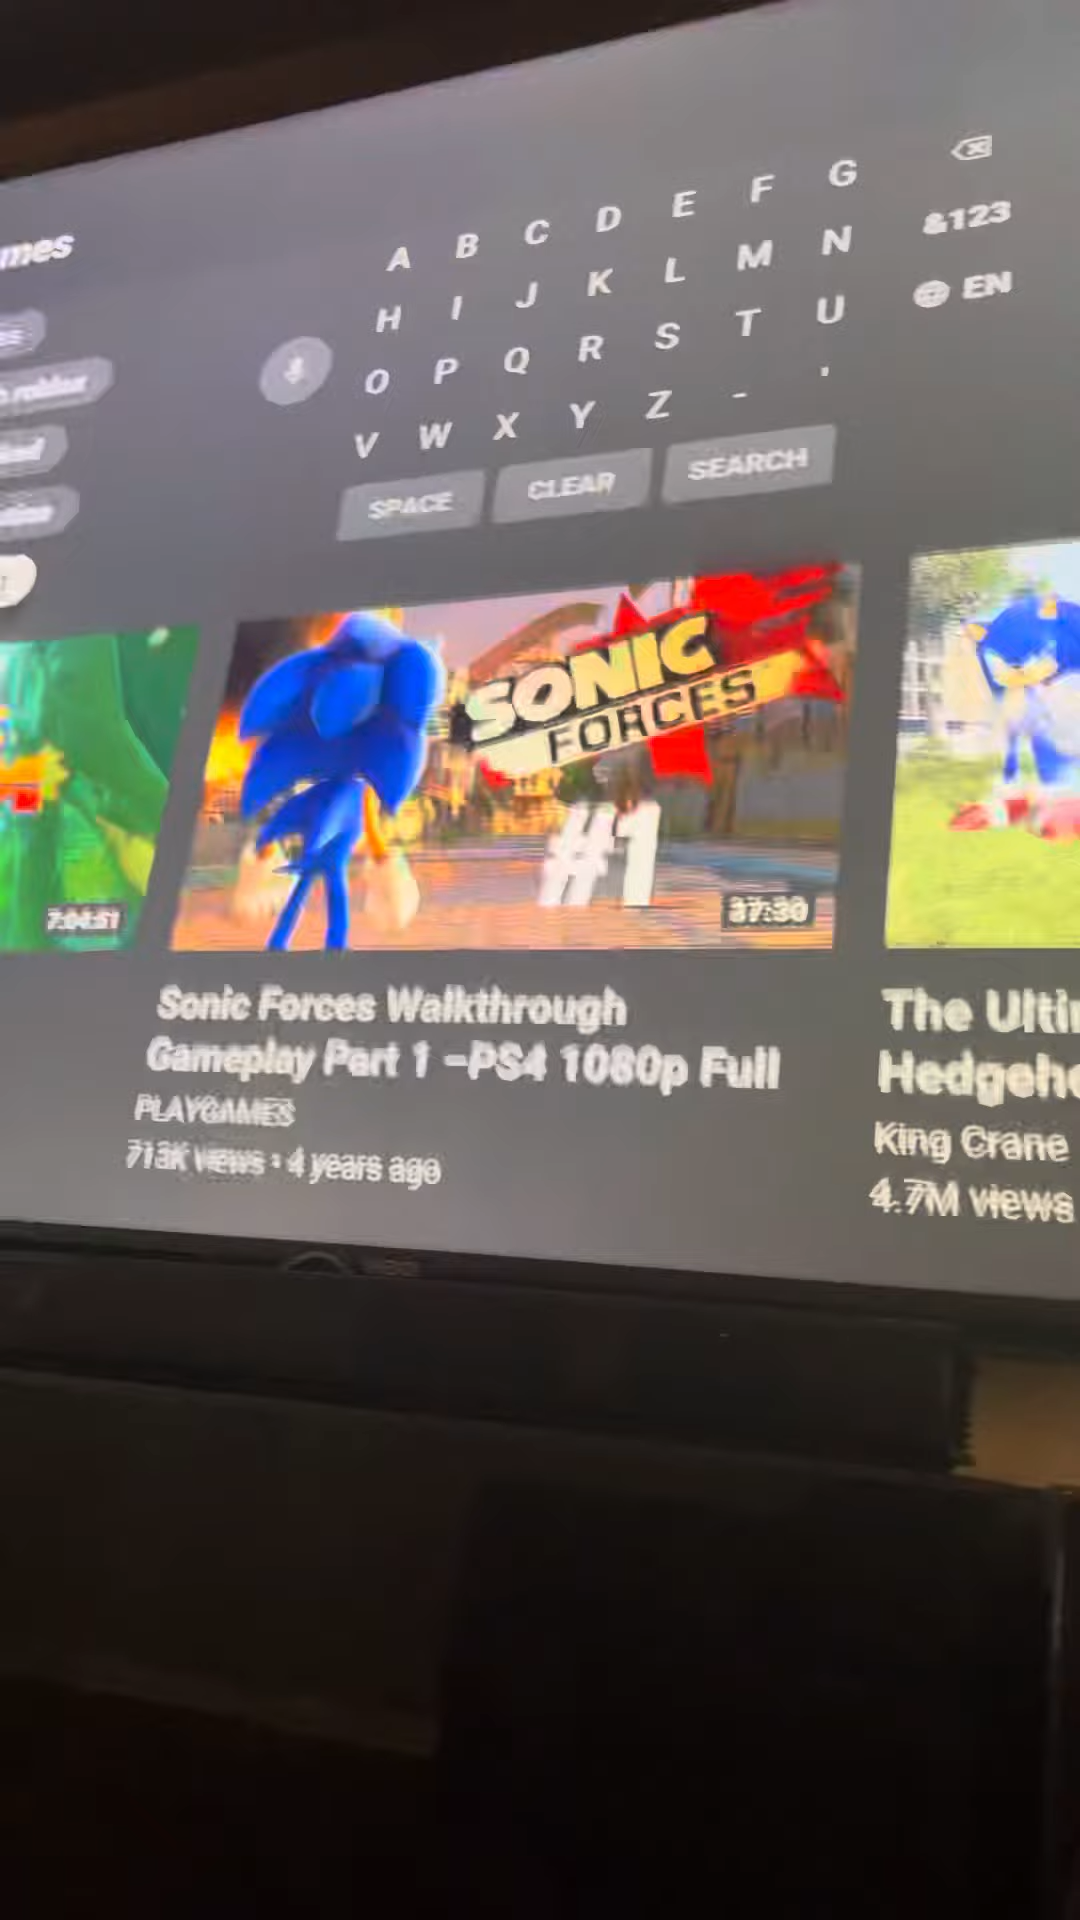 A B C D E F G
&123
H I J K L M N
EN
O P Q R S T U
V W X Y Z - '
SPACE CLEAR SEARCH
SONIC
FORCES
#1
7:04:51
37:30
Sonic Forces Walkthrough
Gameplay Part 1 –PS4 1080p Full
PLAYGAMES
713K views • 4 years ago
The
King Crane
4.7M views